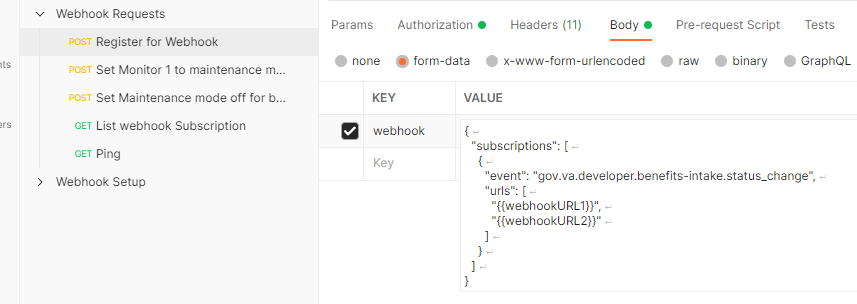 Webhook Requests
POST Register for Webhook
POST Set Monitor 1 to maintenance m...
POST Set Maintenance mode off for b...
GET List webhook Subscription
GET Ping
Webhook Setup
nts
ers
Params Authorization Headers (11) Body Pre-request Script Tests
none form-data x-www-form-urlencoded raw binary GraphQL
KEY VALUE
webhook
Key
{ ↵
"subscriptions": [ ↵
{ ↵
"event": "gov.va.developer.benefits-intake.status_change", ↵
"urls": [ ↵
"{{webhookURL1}}", ↵
"{{webhookURL2}}" ↵
] ↵
} ↵
] ↵
}